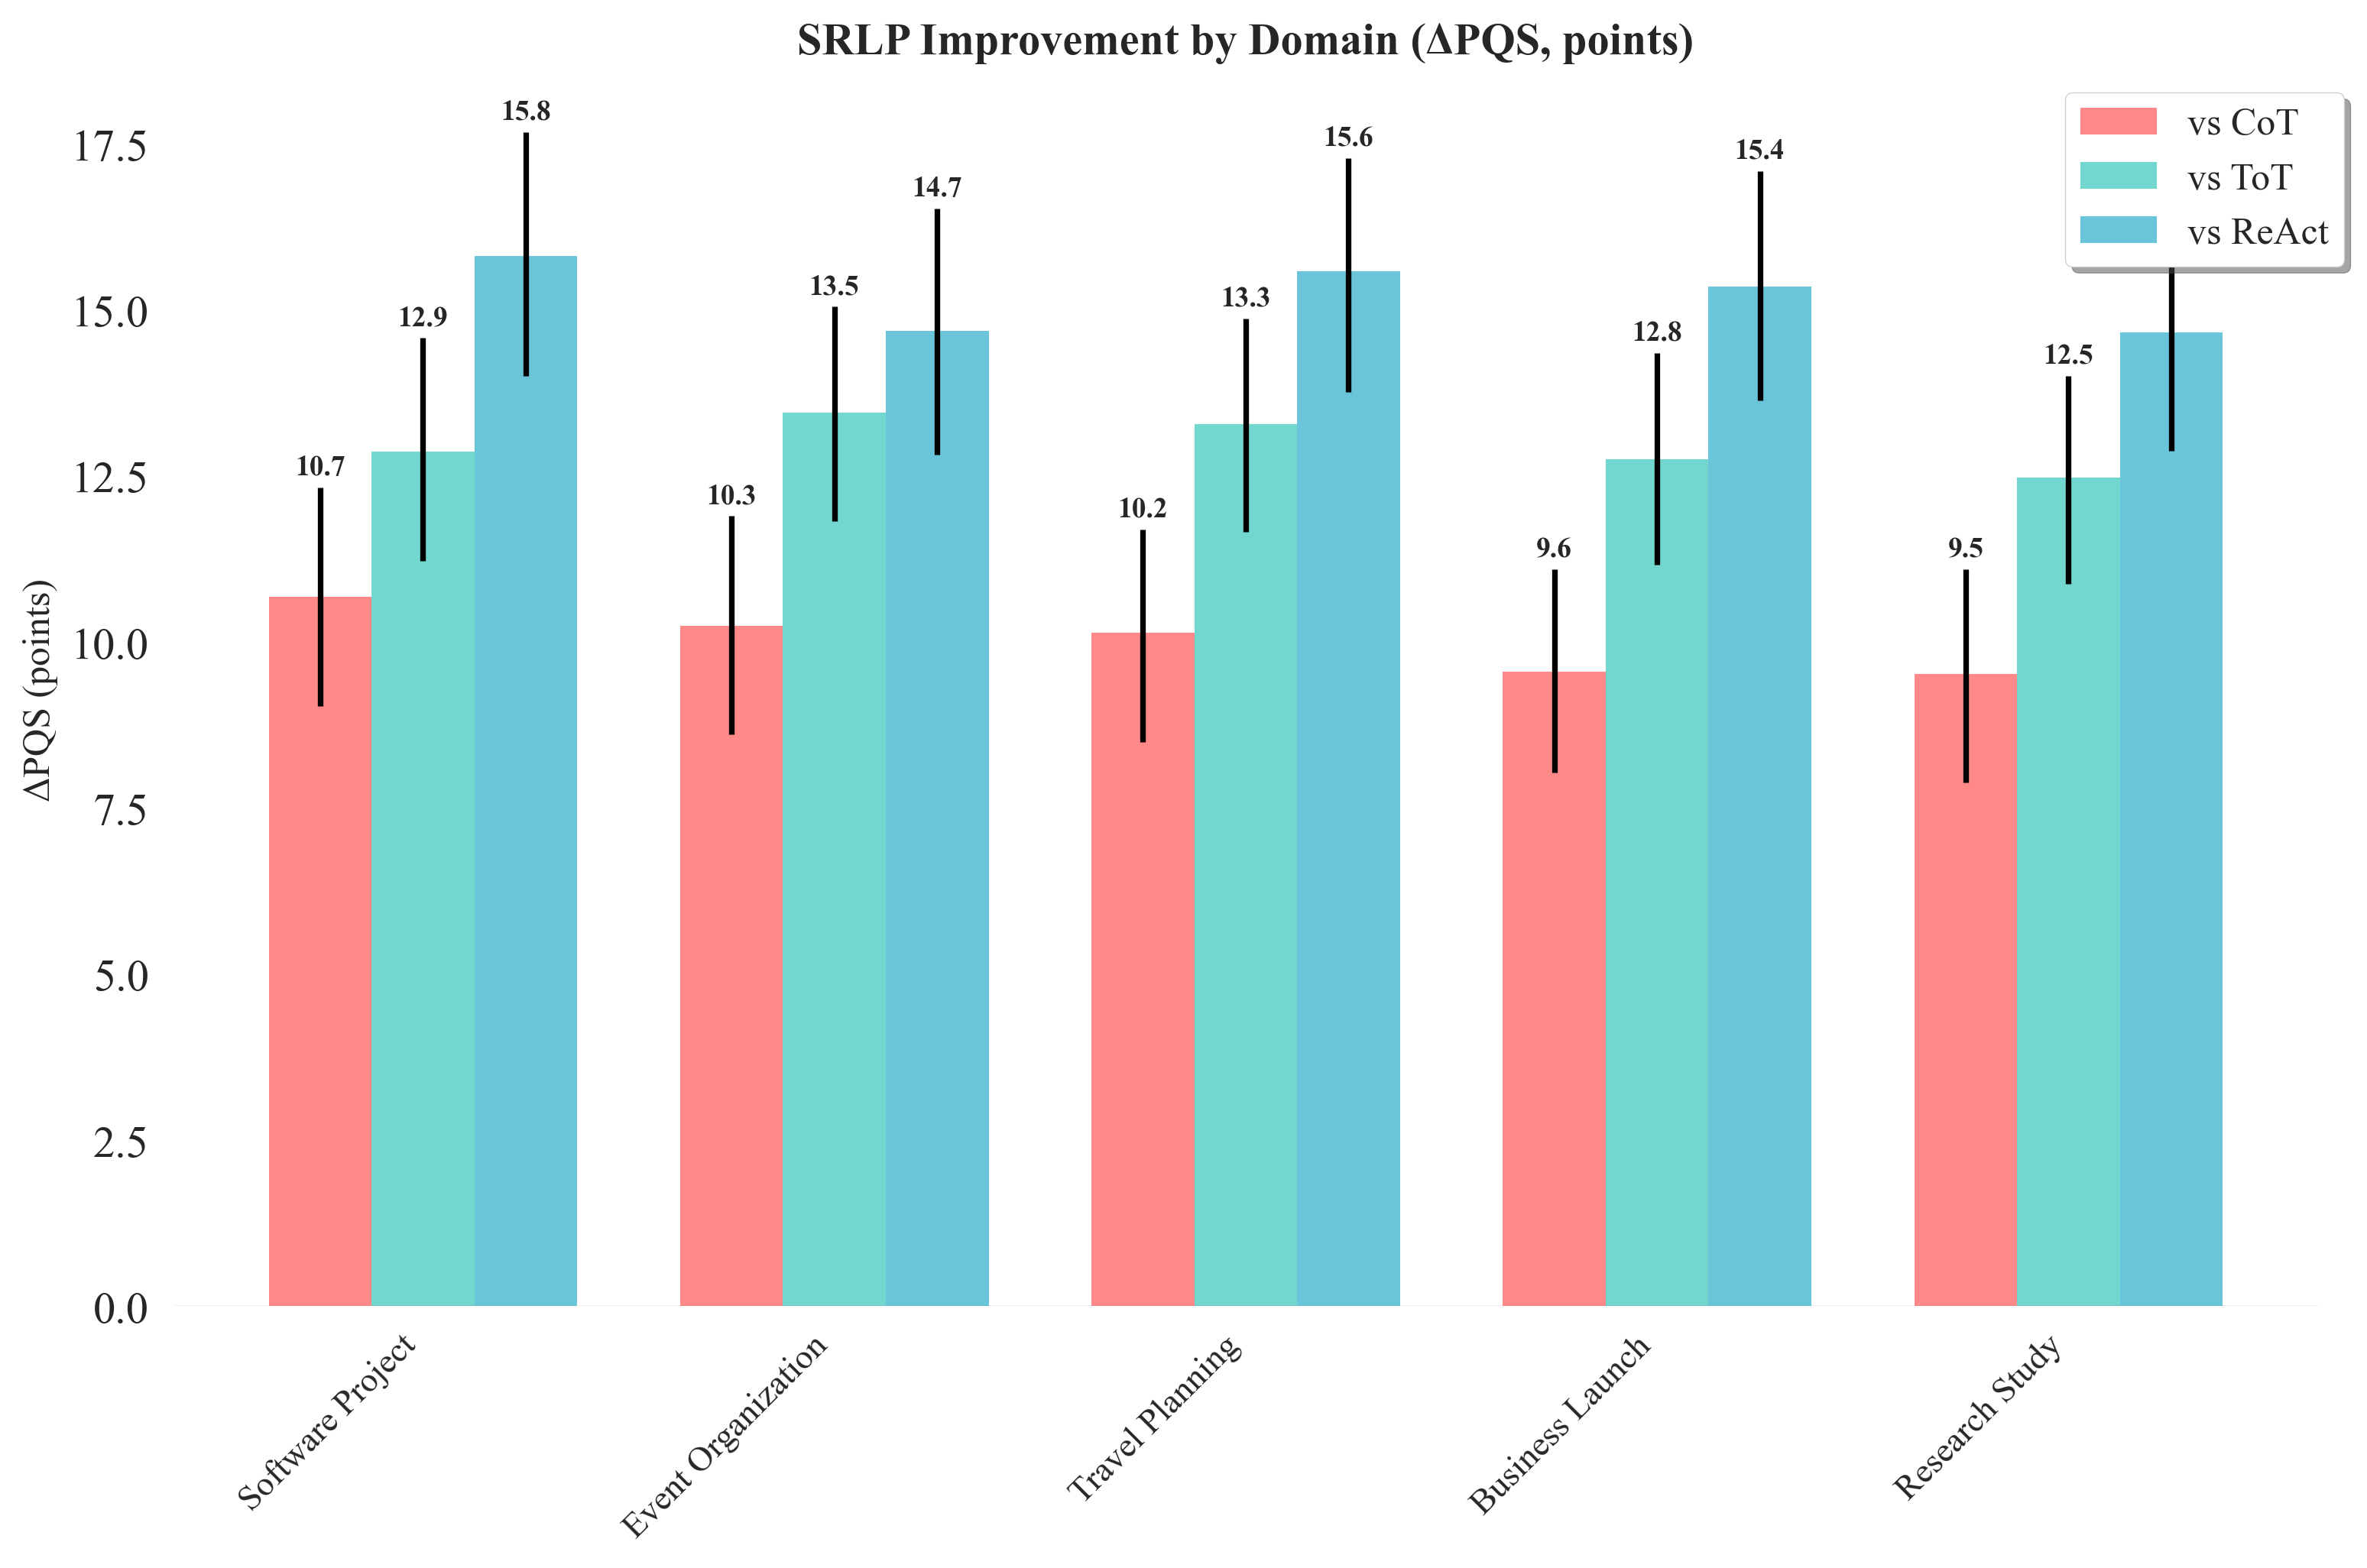 SRLP Improvement by Domain (ΔPQS, points)
vs CoT
vs ToT
vs ReAct
ΔPQS (points)
17.5
15.0
12.5
10.0
7.5
5.0
2.5
0.0
10.7
12.9
15.8
10.3
13.5
14.7
10.2
13.3
15.6
9.6
12.8
15.4
9.5
12.5
Software Project
Event Organization
Travel Planning
Business Launch
Research Study